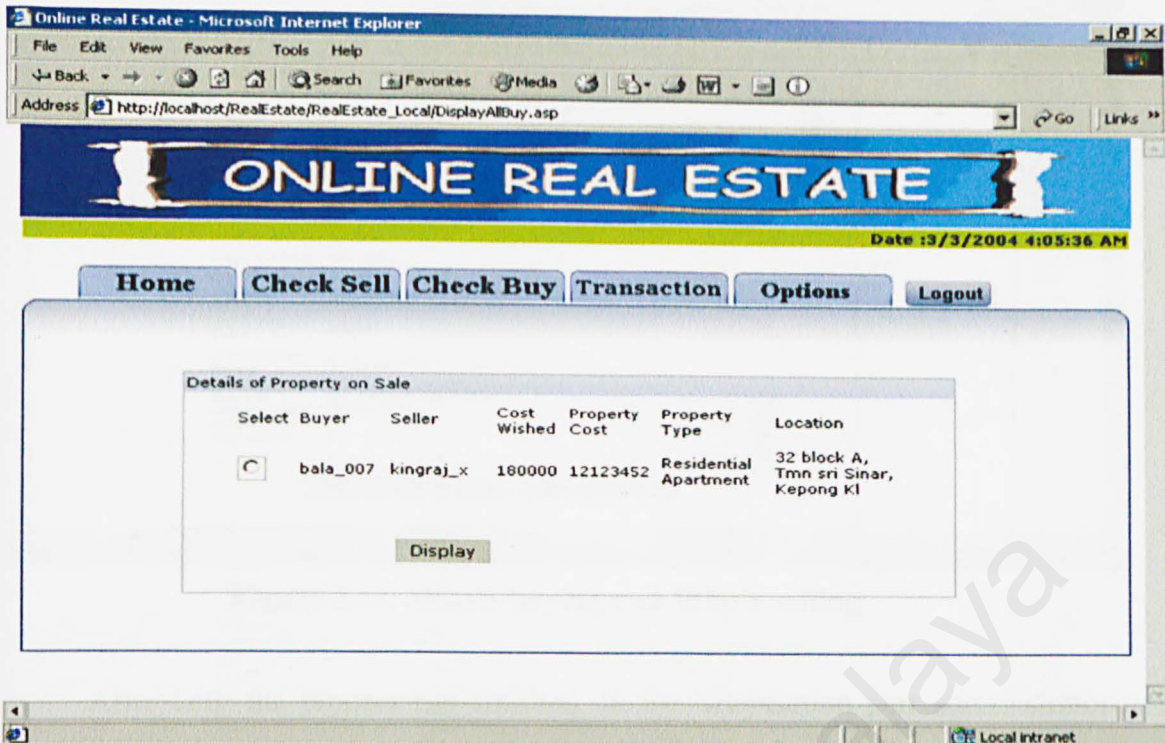 Online Real Estate - Microsoft Internet Explorer
File Edit View Favorites Tools Help
Back Search Favorites Media
Address http://localhost/RealEstate/RealEstate_Local/DisplayAllBuy.asp Go Links »
ONLINE REAL ESTATE
Date :3/3/2004 4:05:36 AM
Home Check Sell Check Buy Transaction Options Logout
Details of Property on Sale
Select Buyer Seller Cost Wished Property Cost Property Type Location
bala_007 kingraj_x 180000 12123452 Residential Apartment 32 block A,
Tmn sri Sinar,
Kepong Kl
Display
Local intranet